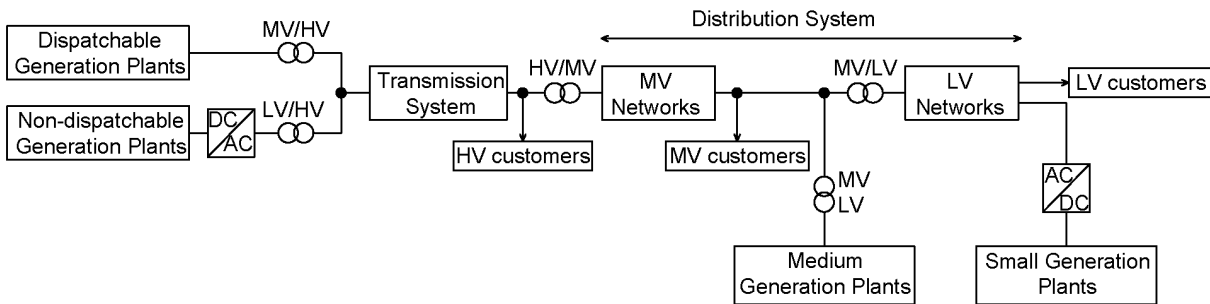 Distribution System
Dispatchable
Generation Plants
MV/HV
Non-dispatchable
Generation Plants
DC
AC
LV/HV
Transmission
System
HV customers
HV/MV
MV
Networks
MV customers
MV
LV
Medium
Generation Plants
MV/LV
LV
Networks
LV customers
AC
DC
Small Generation
Plants